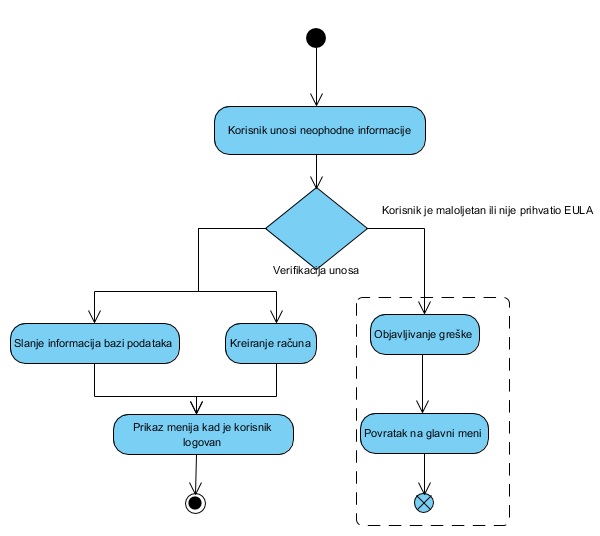 Korisnik unosi neophodne informacije
Korisnik je maloljetan ili nije prihvatio EULA
Verifikacija unosa
Slanje informacija bazi podataka
Kreiranje računa
Objavljivanje greške
Prikaz menija kad je korisnik
logovan
Povratak na glavni meni